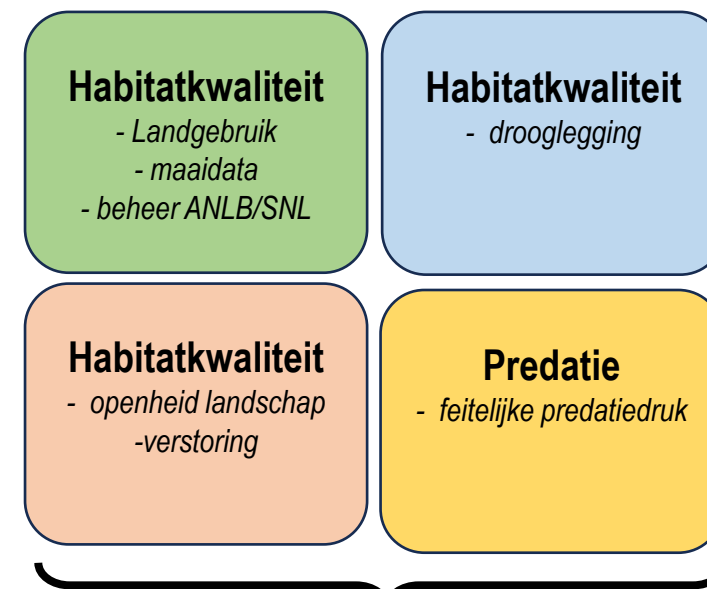 Habitatkwaliteit
- Landgebruik
- maaidata
- beheer ANLB/SNL
Habitatkwaliteit
- drooglegging
Habitatkwaliteit
- openheid landschap
-verstoring
Predatie
- feitelijke predatiedruk